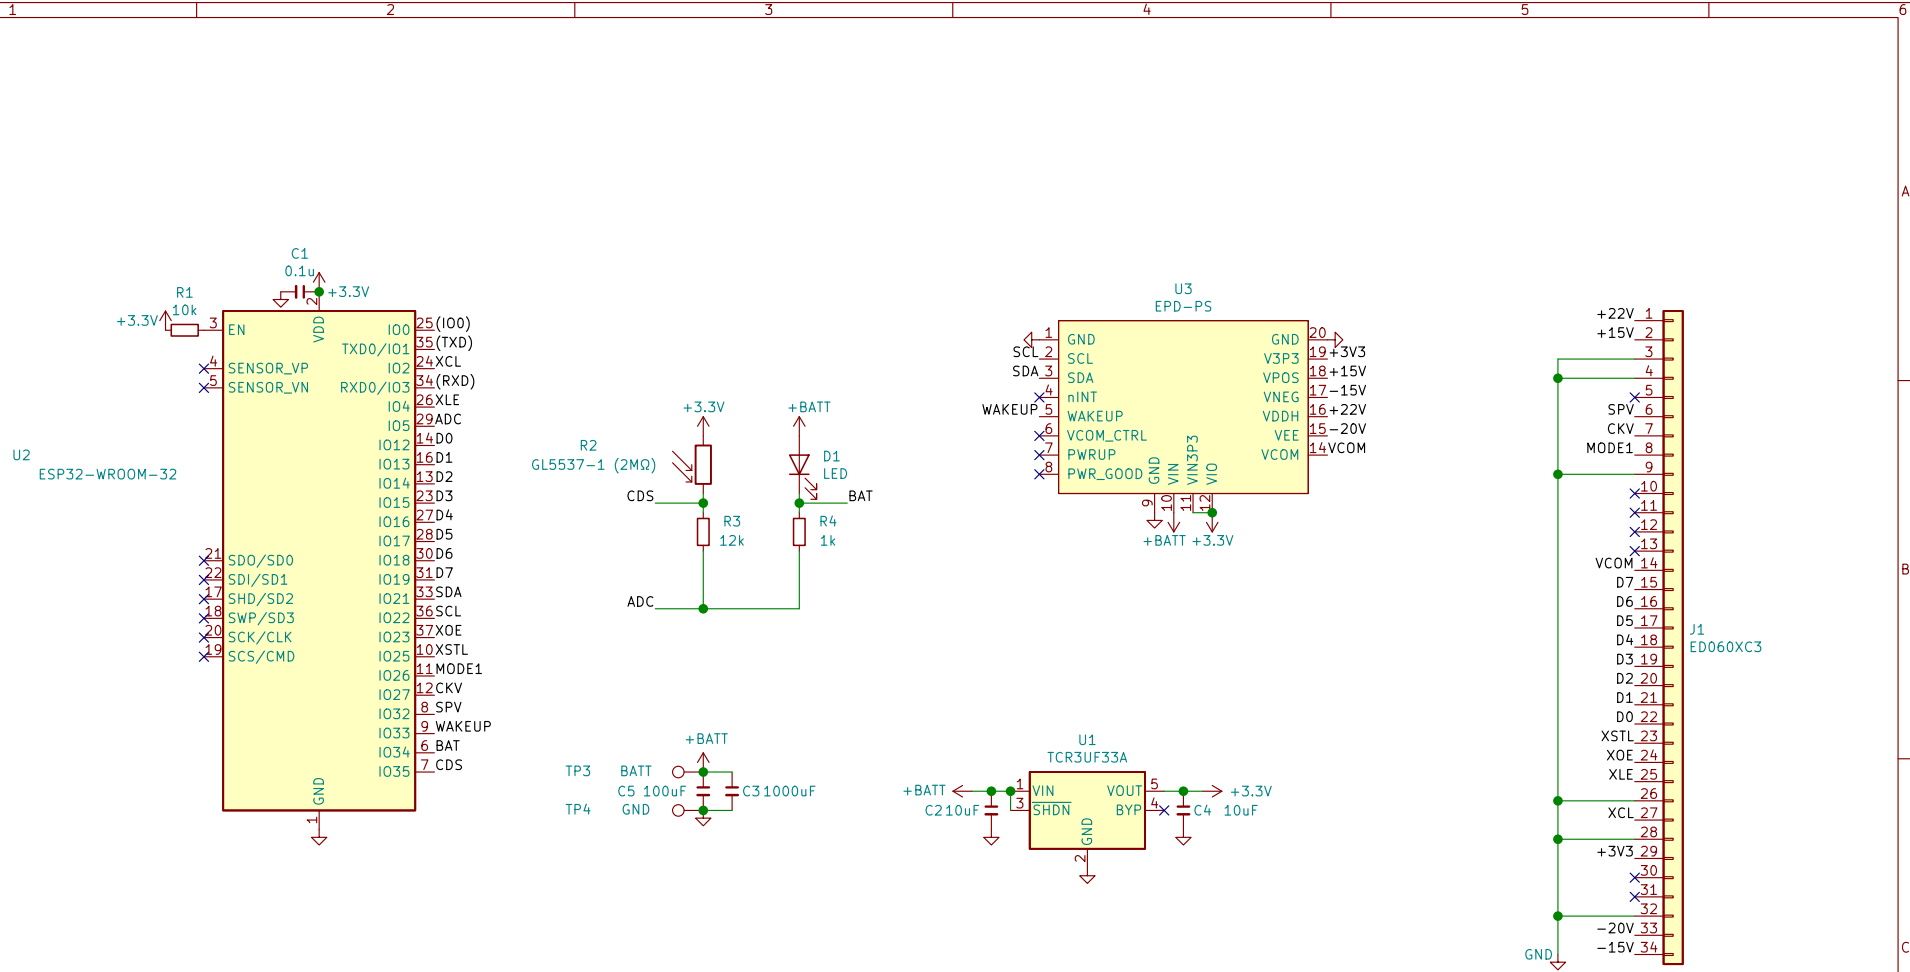 1 2 3 4 5 6
A
B
C
C1
0.1u
+3.3V
R1
10k
+3.3V
U2
ESP32-WROOM-32
2
VDD
3 EN
4 SENSOR_VP
5 SENSOR_VN
21 SDO/SD0
22 SDI/SD1
17 SHD/SD2
18 SWP/SD3
20 SCK/CLK
19 SCS/CMD
GND
1
IO0 25 (IO0)
TXD0/IO1 35 (TXD)
IO2 24 XCL
RXD0/IO3 34 (RXD)
IO4 26 XLE
IO5 29 ADC
IO12 14 D0
IO13 16 D1
IO14 13 D2
IO15 23 D3
IO16 27 D4
IO17 28 D5
IO18 30 D6
IO19 31 D7
IO21 33 SDA
IO22 36 SCL
IO23 37 XOE
IO25 10 XSTL
IO26 11 MODE1
IO27 12 CKV
IO32 8 SPV
IO33 9 WAKEUP
IO34 6 BAT
IO35 7 CDS
+3.3V
+BATT
R2
GL5537-1 (2MΩ)
D1
LED
CDS
BAT
R3
12k
R4
1k
ADC
+BATT
TP3 BATT
C5 100uF
C3 1000uF
TP4 GND
U3
EPD-PS
1 GND
SCL 2 SCL
SDA 3 SDA
4 nINT
WAKEUP 5 WAKEUP
6 VCOM_CTRL
7 PWRUP
8 PWR_GOOD
GND 20
V3P3 19 +3V3
VPOS 18 +15V
VNEG 17 -15V
VDDH 16 +22V
VEE 15 -20V
VCOM 14 VCOM
GND VIN VIN3P3 VIO
9 10 11 12
+BATT +3.3V
U1
TCR3UF33A
+BATT
1 VIN
3 SHDN
VOUT 5
BYP 4
GND
2
+3.3V
C2 10uF
C4 10uF
+22V 1
+15V 2
3
4
5
SPV 6
CKV 7
MODE1 8
9
10
11
12
13
VCOM 14
D7 15
D6 16
D5 17
D4 18
D3 19
D2 20
D1 21
D0 22
XSTL 23
XOE 24
XLE 25
26
XCL 27
28
+3V3 29
30
31
32
-20V 33
-15V 34
GND
J1
ED060XC3